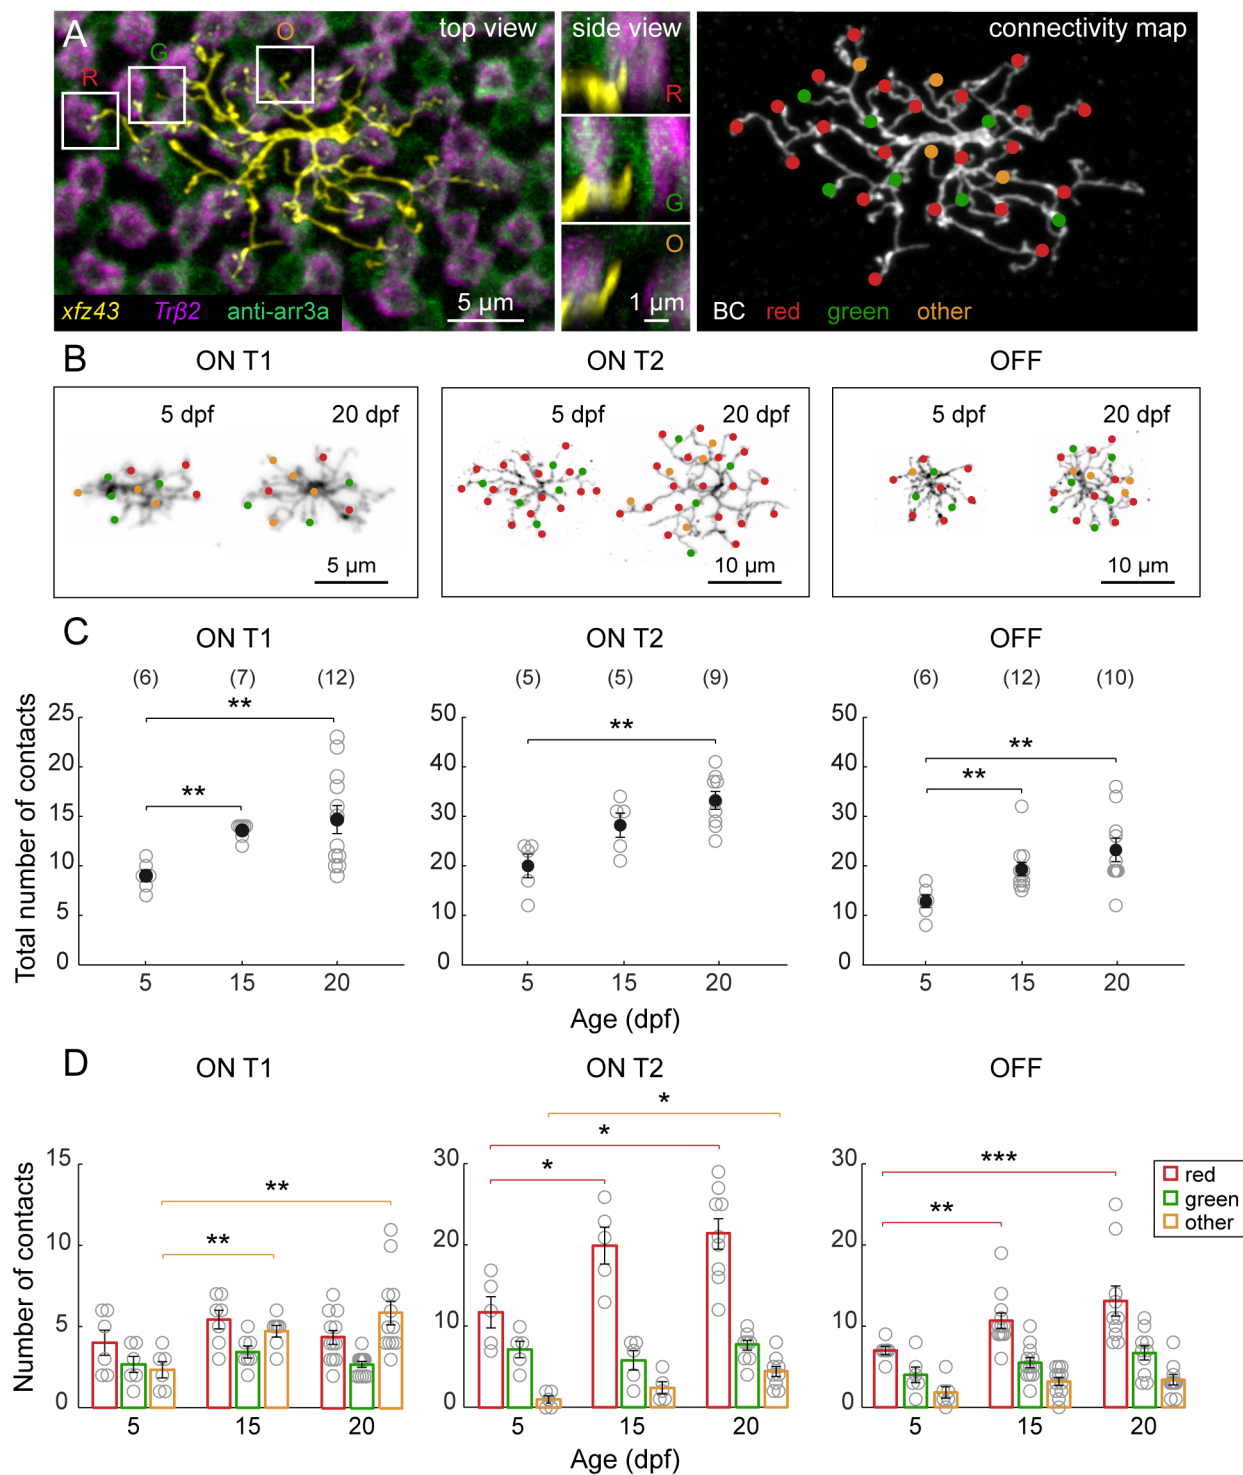 A
top view
side view
connectivity map
R
G
O
R
G
O
xfz43 Trβ2 anti-arr3a
5 µm
1 µm
BC red green other
B
ON T1
ON T2
OFF
5 dpf
20 dpf
5 dpf
20 dpf
5 dpf
20 dpf
5 µm
10 µm
10 µm
C
ON T1
ON T2
OFF
(6) (7) (12)
(5) (5) (9)
(6) (12) (10)
Total number of contacts
25
20
15
10
5
0
** **
5 15 20
50
40
30
20
10
0
**
5 15 20
50
40
30
20
10
0
** **
5 15 20
Age (dpf)
D
ON T1
ON T2
OFF
Number of contacts
15
10
5
0
** **
5 15 20
30
20
10
0
* * *
5 15 20
30
20
10
0
*** **
5 15 20
red
green
other
Age (dpf)